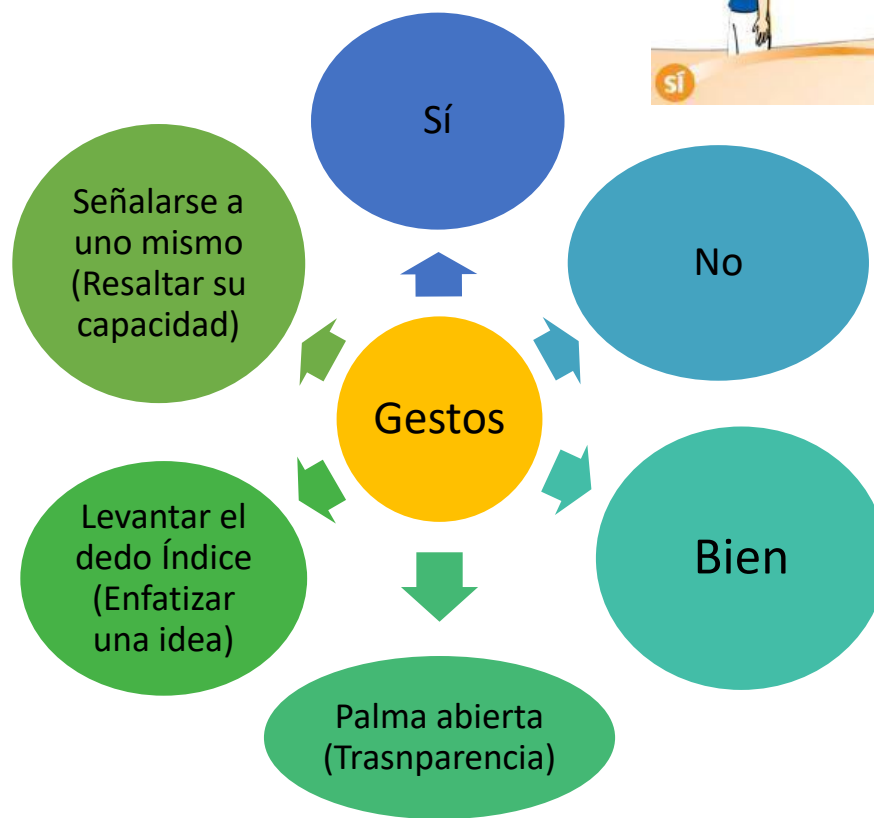 sí
Sí
No
Bien
Palma abierta
(Trasnparencia)
Levantar el
dedo Índice
(Enfatizar
una idea)
Señalarse a
uno mismo
(Resaltar su
capacidad)
Gestos